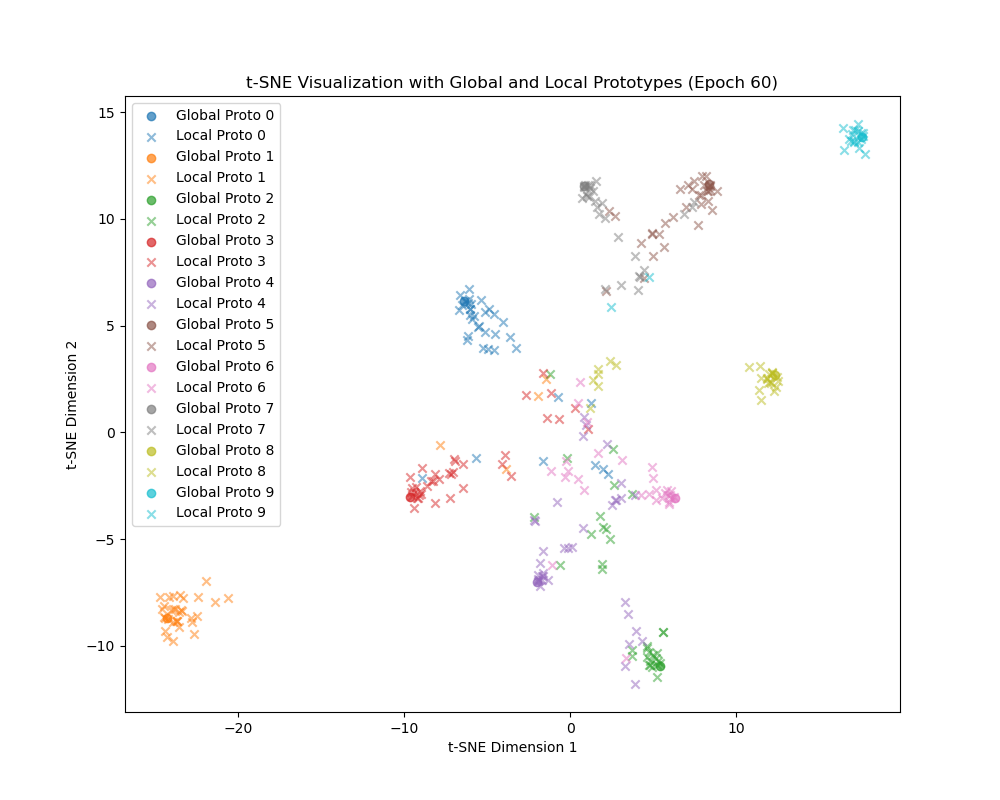 t-SNE Visualization with Global and Local Prototypes (Epoch 60)
Global Proto 0
Local Proto 0
Global Proto 1
Local Proto 1
Global Proto 2
Local Proto 2
Global Proto 3
Local Proto 3
Global Proto 4
Local Proto 4
Global Proto 5
Local Proto 5
Global Proto 6
Local Proto 6
Global Proto 7
Local Proto 7
Global Proto 8
Local Proto 8
Global Proto 9
Local Proto 9
15
10
5
0
−5
−10
t-SNE Dimension 2
−20
−10
0
10
t-SNE Dimension 1